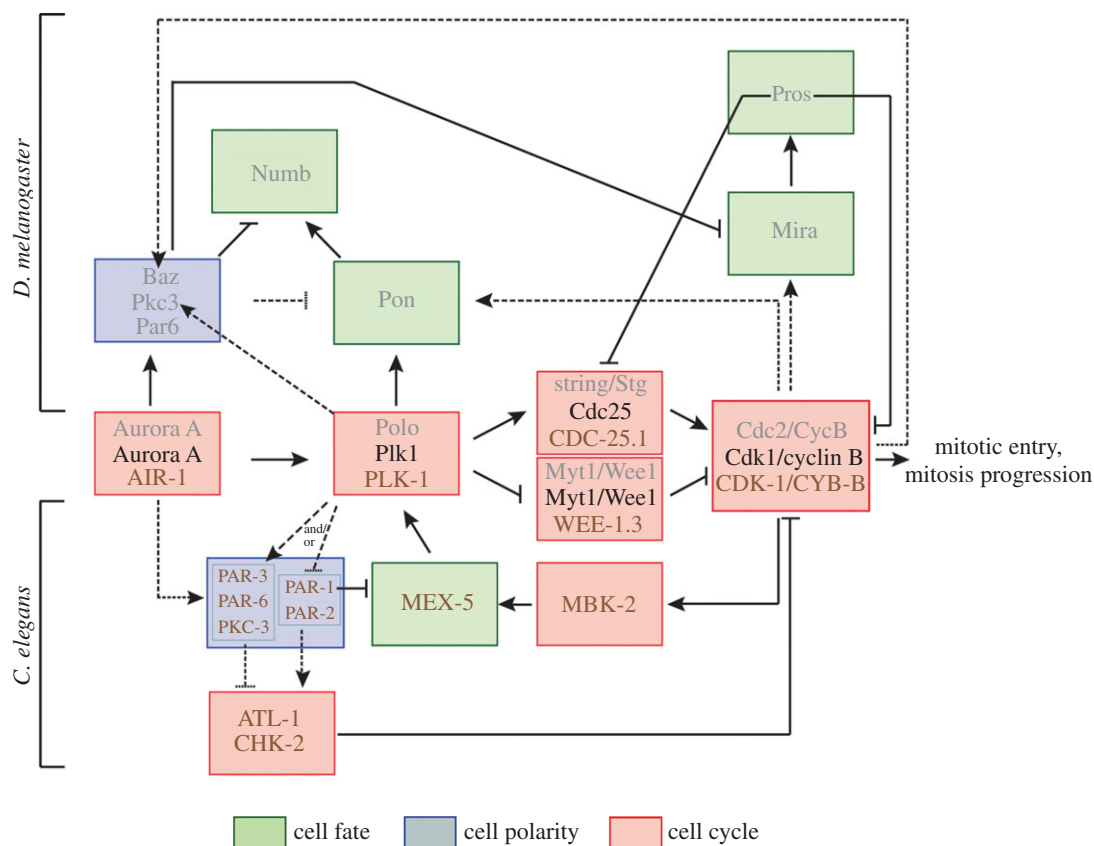 D. melanogaster
Pros
Numb
Mira
Baz
Pkc3
Par6
Pon
string/Stg
Cdc25
CDC-25.1
Aurora A
Aurora A
AIR-1
Polo
Plk1
PLK-1
Myt1/Wee1
Myt1/Wee1
WEE-1.3
Cdc2/CycB
Cdk1/cyclin B
CDK-1/CYB-B
mitotic entry,
mitosis progression
C. elegans
and/
or
PAR-3
PAR-6
PKC-3
PAR-1
PAR-2
MEX-5
MBK-2
ATL-1
CHK-2
cell fate
cell polarity
cell cycle